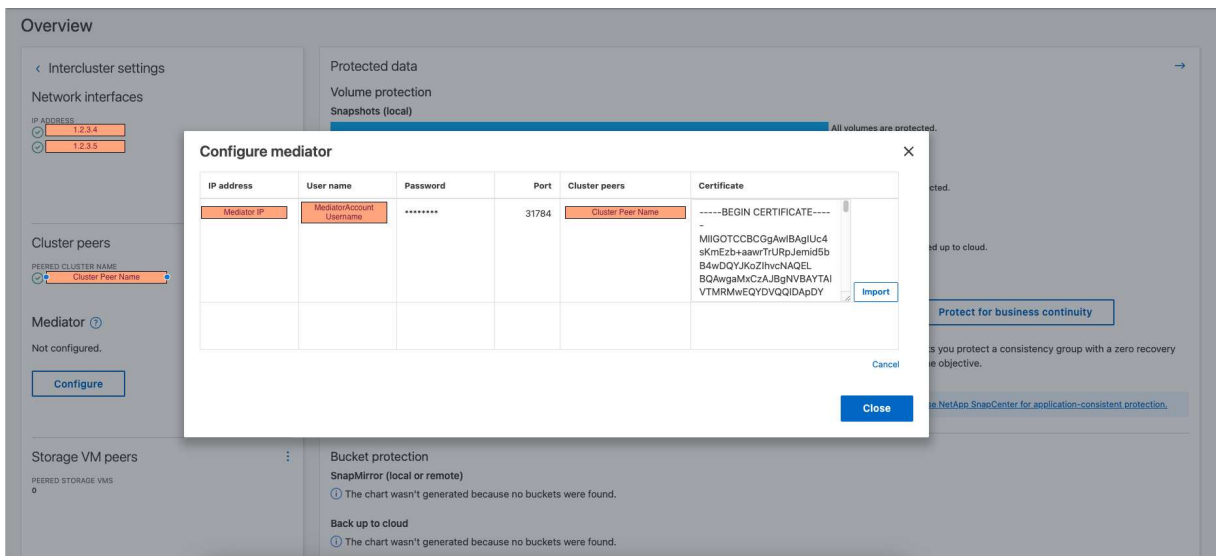 Overview
Intercluster settings
Network interfaces
IP ADDRESS
1.2.3.4
1.2.3.5
Cluster peers
PEERED CLUSTER NAME
Cluster Peer Name
Mediator
Not configured.
Configure
Storage VM peers
PEERED STORAGE VMS
0
Protected data
Volume protection
Snapshots (local)
All volumes are protected.
cted.
ed up to cloud.
Protect for business continuity
ts you protect a consistency group with a zero recovery
e objective.
se NetApp SnapCenter for application-consistent protection.
Bucket protection
SnapMirror (local or remote)
The chart wasn't generated because no buckets were found.
Back up to cloud
The chart wasn't generated because no buckets were found.
Configure mediator
IP address User name Password Port Cluster peers Certificate
Mediator IP
MediatorAccount
Username
********
31784
Cluster Peer Name
-----BEGIN CERTIFICATE----
-
MIIGOTCCBCGgAwIBAgIUc4
sKmEzb+aawrTrURpJemid5b
B4wDQYJKoZIhvcNAQEL
BQAwgaMxCzAJBgNVBAYTAl
VTMRMwEQYDVQQIDApDY
Import
Cancel
Close